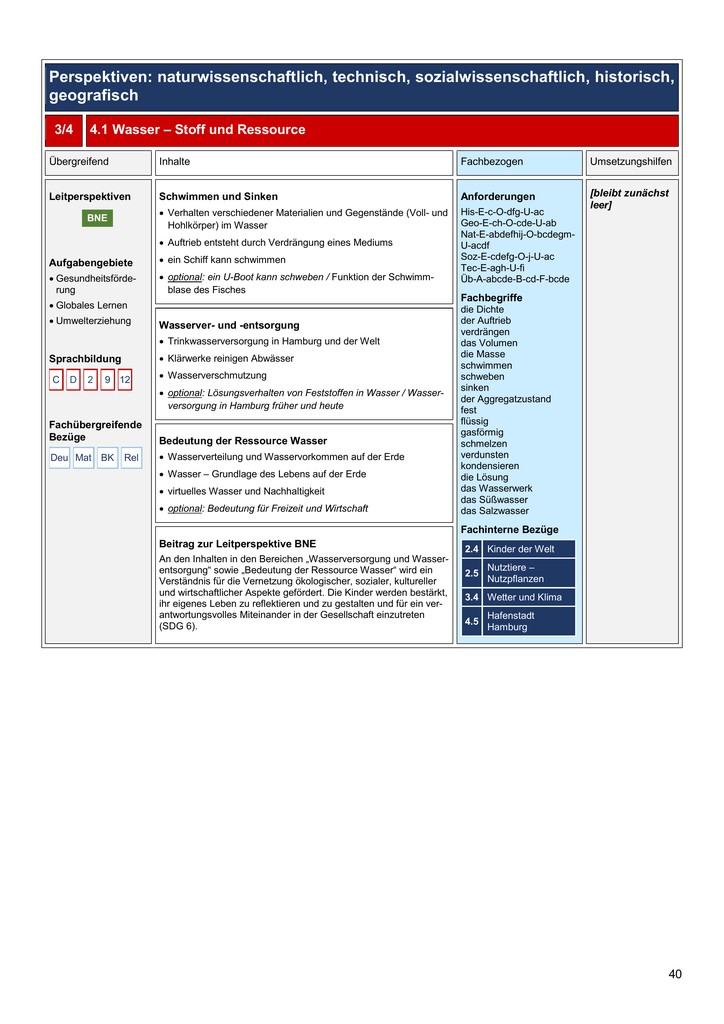 Perspektiven: naturwissenschaftlich, technisch, sozialwissenschaftlich, historisch,
geografisch
3/4
4.1 Wasser – Stoff und Ressource
Übergreifend
Inhalte
Fachbezogen
Umsetzungshilfen
Leitperspektiven
BNE
Aufgabengebiete
• Gesundheitsförde-
rung
• Globales Lernen
• Umwelterziehung
Sprachbildung
C D 2 9 12
Fachübergreifende
Bezüge
Deu Mat BK Rel
Schwimmen und Sinken
• Verhalten verschiedener Materialien und Gegenstände (Voll- und
Hohlkörper) im Wasser
• Auftrieb entsteht durch Verdrängung eines Mediums
• ein Schiff kann schwimmen
• optional: ein U-Boot kann schweben / Funktion der Schwimm-
blase des Fisches
Wasserver- und -entsorgung
• Trinkwasserversorgung in Hamburg und der Welt
• Klärwerke reinigen Abwässer
• Wasserverschmutzung
• optional: Lösungsverhalten von Feststoffen in Wasser / Wasser-
versorgung in Hamburg früher und heute
Bedeutung der Ressource Wasser
• Wasserverteilung und Wasservorkommen auf der Erde
• Wasser – Grundlage des Lebens auf der Erde
• virtuelles Wasser und Nachhaltigkeit
• optional: Bedeutung für Freizeit und Wirtschaft
Beitrag zur Leitperspektive BNE
An den Inhalten in den Bereichen „Wasserversorgung und Wasser-
entsorgung“ sowie „Bedeutung der Ressource Wasser“ wird ein
Verständnis für die Vernetzung ökologischer, sozialer, kultureller
und wirtschaftlicher Aspekte gefördert. Die Kinder werden bestärkt,
ihr eigenes Leben zu reflektieren und zu gestalten und für ein ver-
antwortungsvolles Miteinander in der Gesellschaft einzutreten
(SDG 6).
Anforderungen
His-E-c-O-dfg-U-ac
Geo-E-ch-O-cde-U-ab
Nat-E-abdefhij-O-bcdegm-
U-acdf
Soz-E-cdefg-O-j-U-ac
Tec-E-agh-U-fi
Üb-A-abcde-B-cd-F-bcde
Fachbegriffe
die Dichte
der Auftrieb
verdrängen
das Volumen
die Masse
schwimmen
schweben
sinken
der Aggregatzustand
fest
flüssig
gasförmig
schmelzen
verdunsten
kondensieren
die Lösung
das Wasserwerk
das Süßwasser
das Salzwasser
Fachinterne Bezüge
2.4 Kinder der Welt
2.5 Nutztiere –
Nutzpflanzen
3.4 Wetter und Klima
4.5 Hafenstadt
Hamburg
[bleibt zunächst
leer]
40